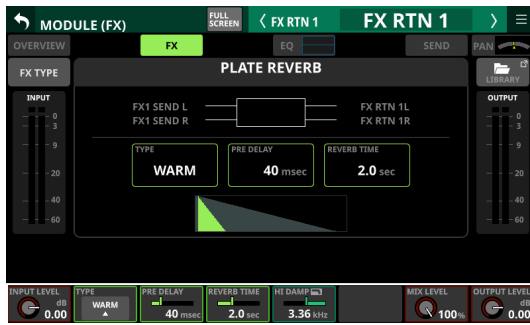 MODULE (FX)
FULL SCREEN
FX RTN 1
FX RTN 1
OVERVIEW
FX
EQ
SEND
PAN
FX TYPE
PLATE REVERB
LIBRARY
INPUT
OUTPUT
FX1 SEND L
FX RTN 1L
FX1 SEND R
FX RTN 1R
0
3
9
20
40
60
0
3
9
20
40
60
TYPE
WARM
PRE DELAY
40 msec
REVERB TIME
2.0 sec
INPUT LEVEL
dB
0.00
TYPE
WARM
PRE DELAY
40 msec
REVERB TIME
2.0 sec
HI DAMP
3.36 kHz
MIX LEVEL
100%
OUTPUT LEVEL
dB
0.00